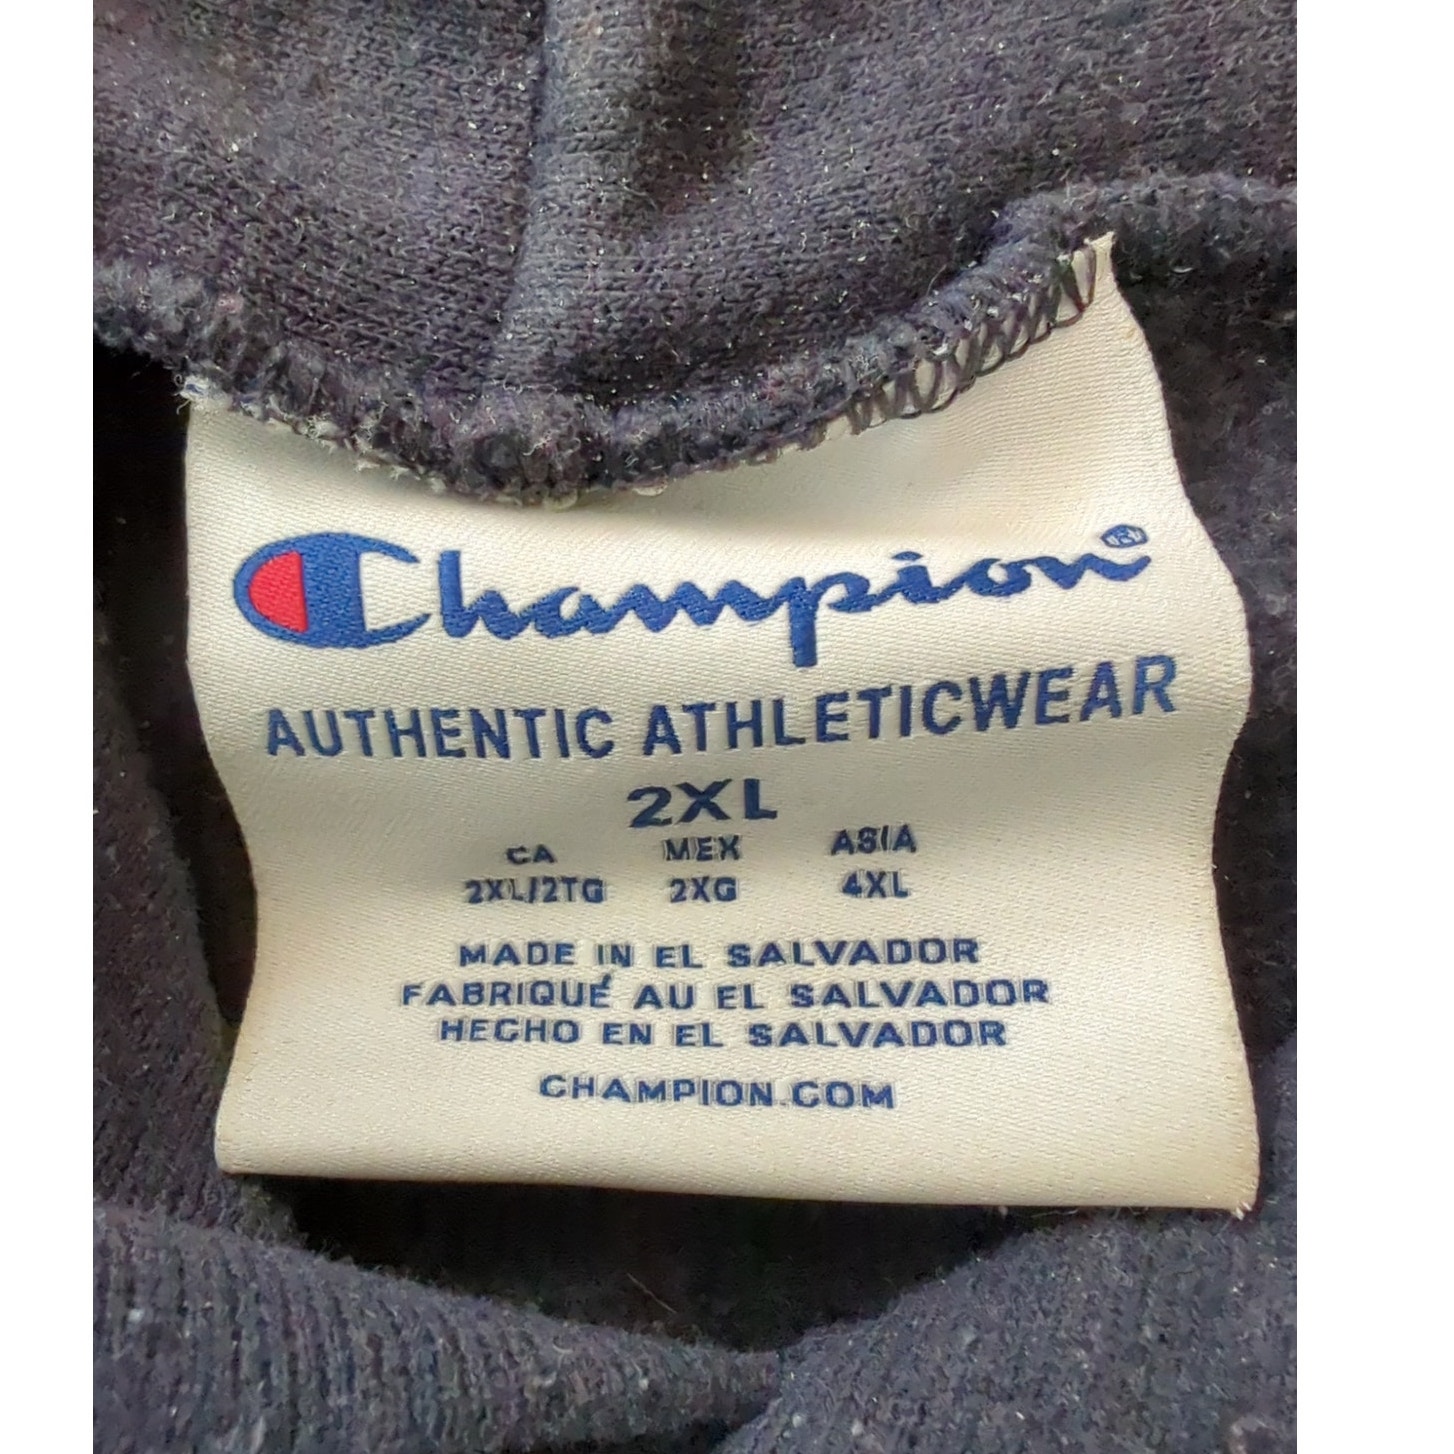 Champion®
AUTHENTIC ATHLETICWEAR
2XL
CA MEX ASIA
2XL/2TG 2XG 4XL
MADE IN EL SALVADOR
FABRIQUÉ AU EL SALVADOR
HECHO EN EL SALVADOR
CHAMPION.COM